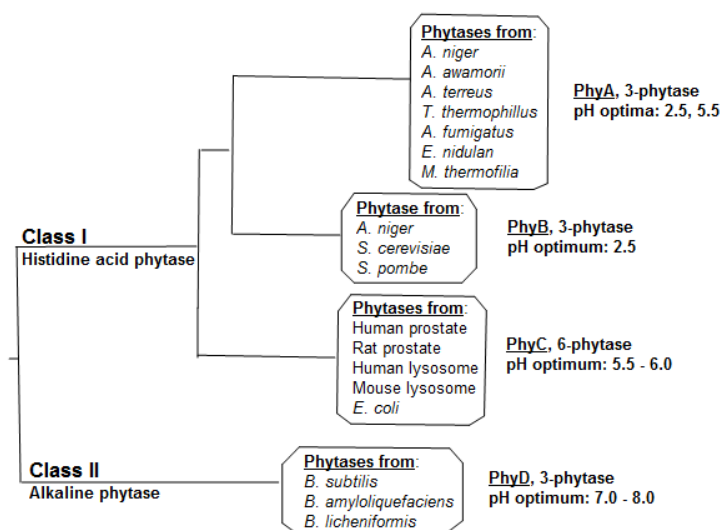 Phytases from:
A. niger
A. awamorii
A. terreus
T. thermophillus
A. fumigatus
E. nidulan
M. thermofilia
PhyA, 3-phytase
pH optima: 2.5, 5.5
Phytase from:
A. niger
S. cerevisiae
S. pombe
PhyB, 3-phytase
pH optimum: 2.5
Class I
Histidine acid phytase
Phytases from:
Human prostate
Rat prostate
Human lysosome
Mouse lysosome
E. coli
PhyC, 6-phytase
pH optimum: 5.5 - 6.0
Class II
Alkaline phytase
Phytases from:
B. subtilis
B. amyloliquefaciens
B. licheniformis
PhyD, 3-phytase
pH optimum: 7.0 - 8.0